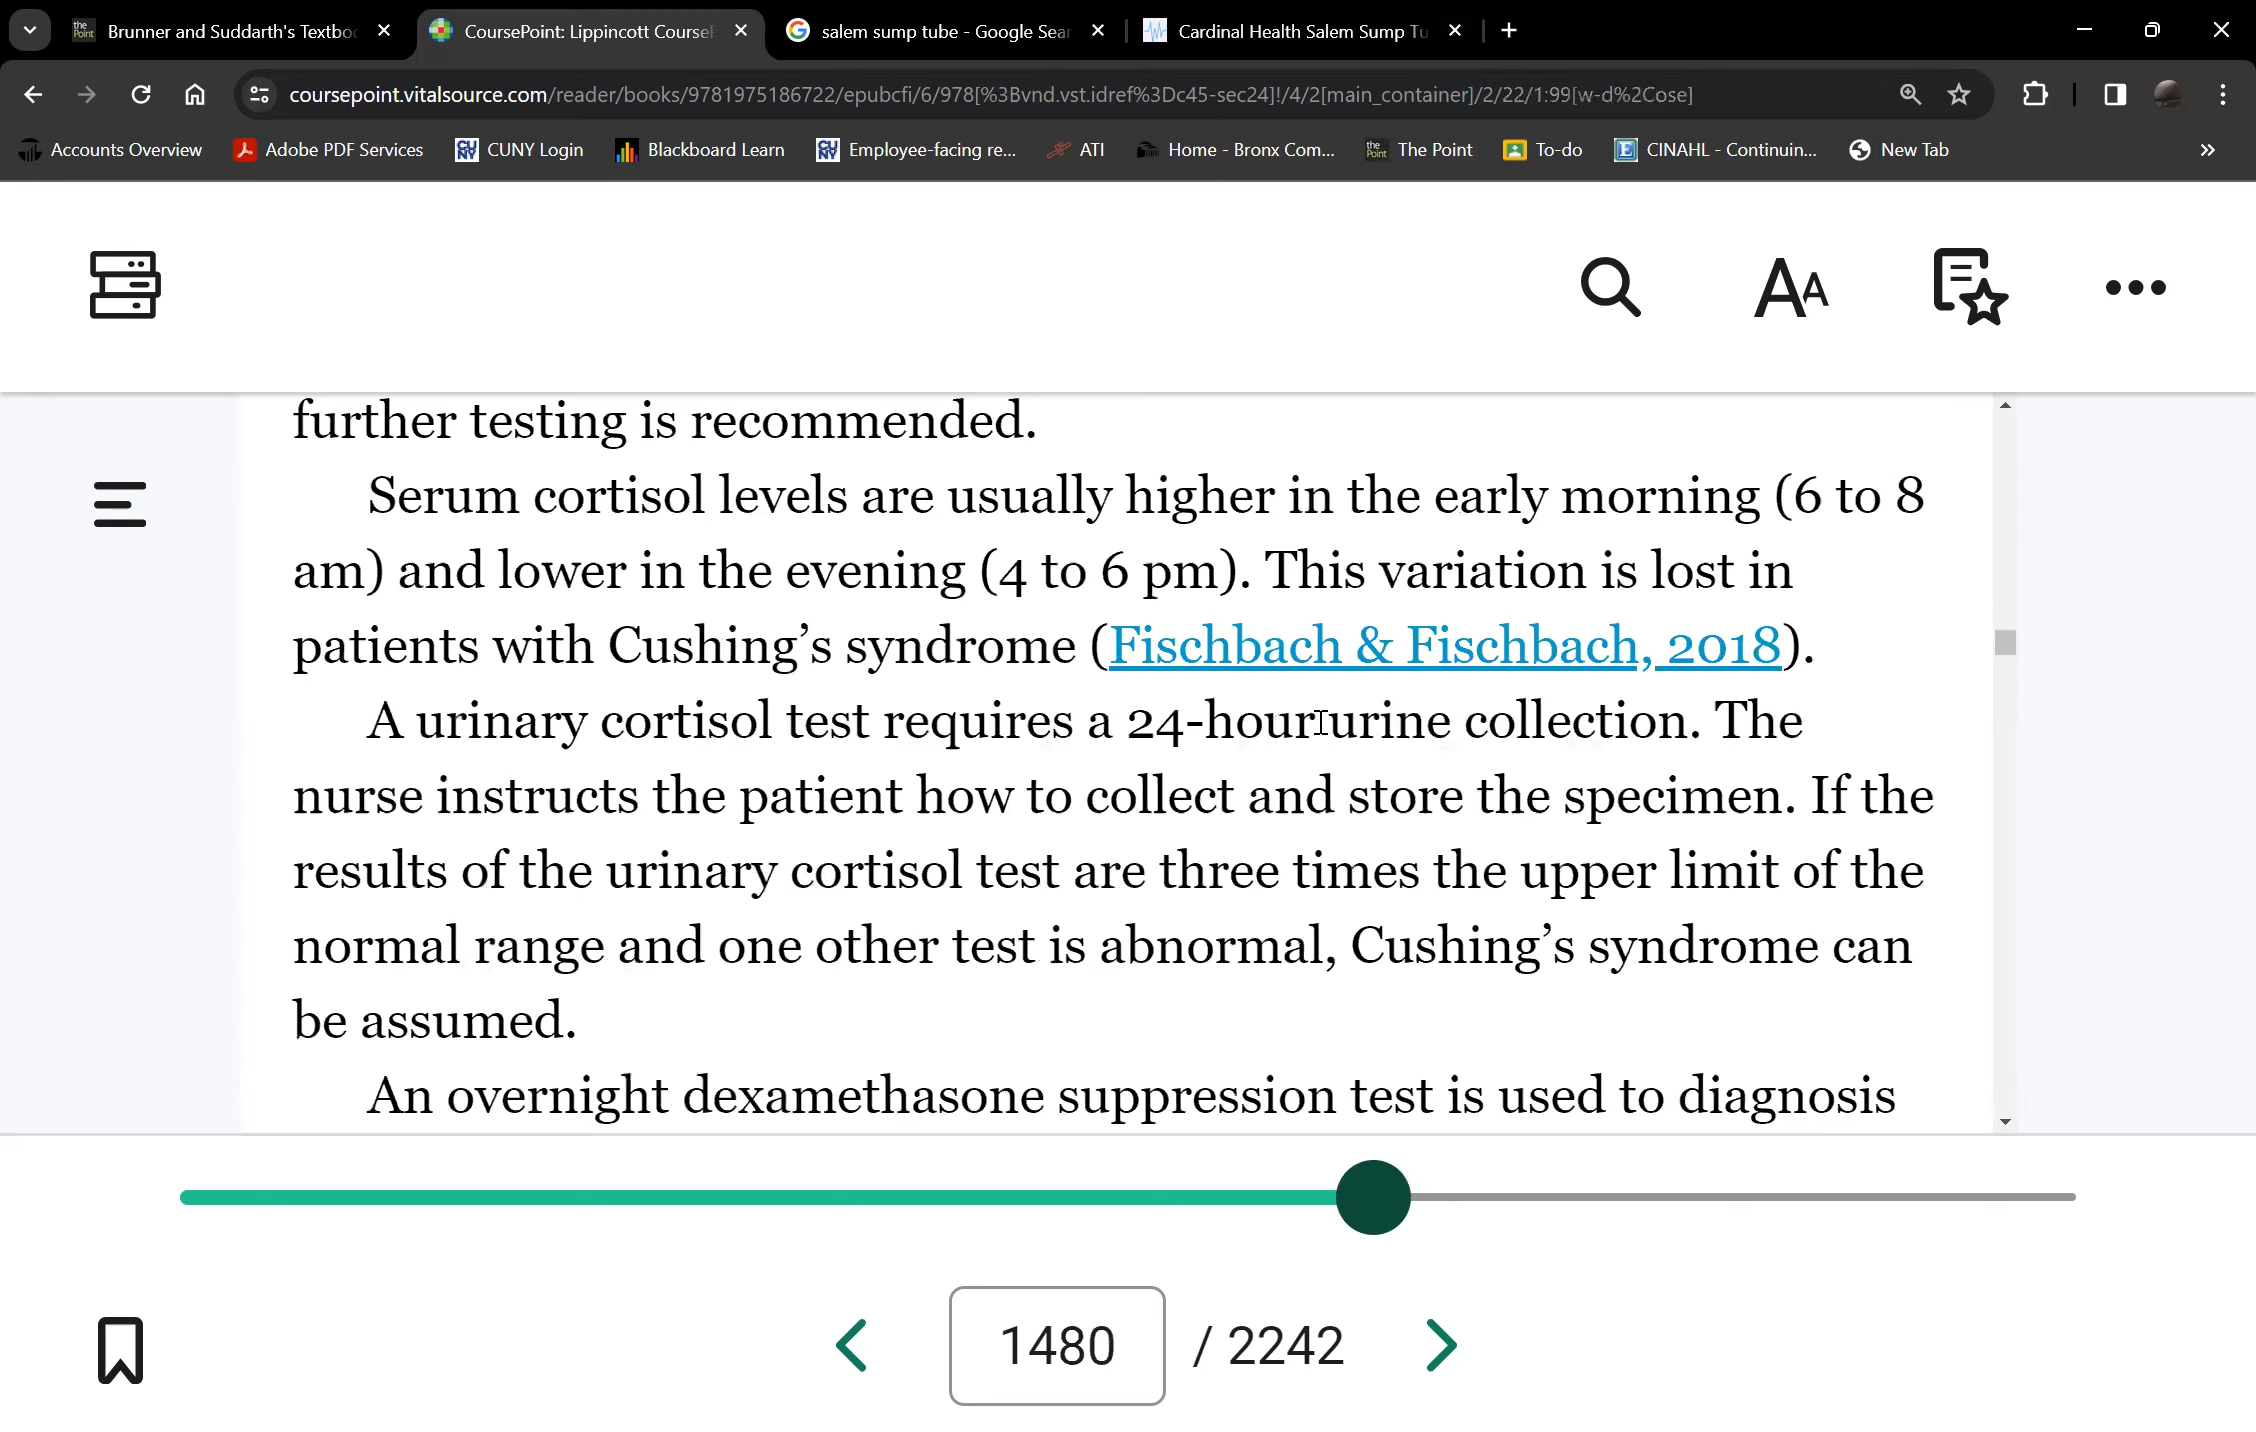 the Point
Brunner and Suddarth's Textbo
CoursePoint: Lippincott CourseP
salem sump tube - Google Sear
Cardinal Health Salem Sump Tu
coursepoint.vitalsource.com/reader/books/9781975186722/epubcfi/6/978[%3Bvnd.vst.idref%3Dc45-sec24]!/4/2[main_container]/2/22/1:99[w-d%2Cose]
Accounts Overview Adobe PDF Services CUNY CUNY Login Blackboard Learn CUNY Employee-facing re... ATI Home - Bronx Com... the Point The Point To-do E CINAHL - Continuin... New Tab
AA
further testing is recommended.
Serum cortisol levels are usually higher in the early morning (6 to 8
am) and lower in the evening (4 to 6 pm). This variation is lost in
patients with Cushing’s syndrome (Fischbach & Fischbach, 2018).
A urinary cortisol test requires a 24-hour urine collection. The
nurse instructs the patient how to collect and store the specimen. If the
results of the urinary cortisol test are three times the upper limit of the
normal range and one other test is abnormal, Cushing’s syndrome can
be assumed.
An overnight dexamethasone suppression test is used to diagnosis
1480 / 2242